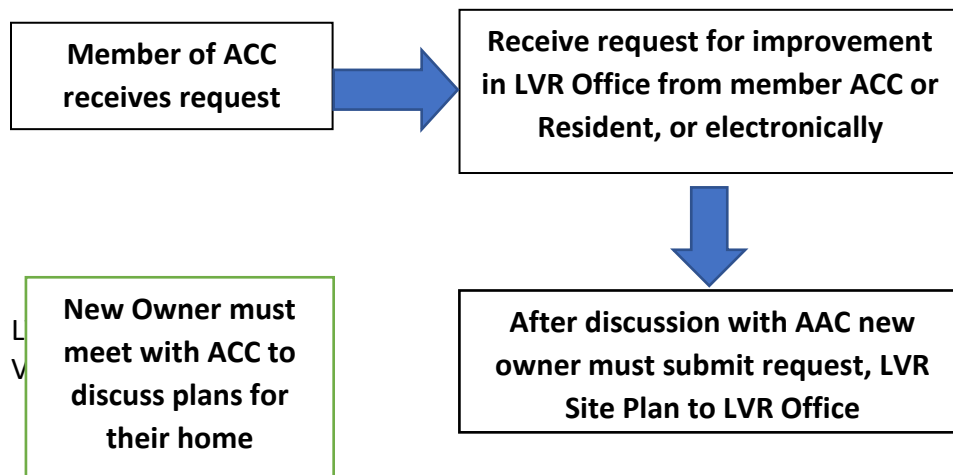 Member of ACC
receives request
Receive request for improvement
in LVR Office from member ACC or
Resident, or electronically
L
V
New Owner must
meet with ACC to
discuss plans for
their home
After discussion with AAC new
owner must submit request, LVR
Site Plan to LVR Office